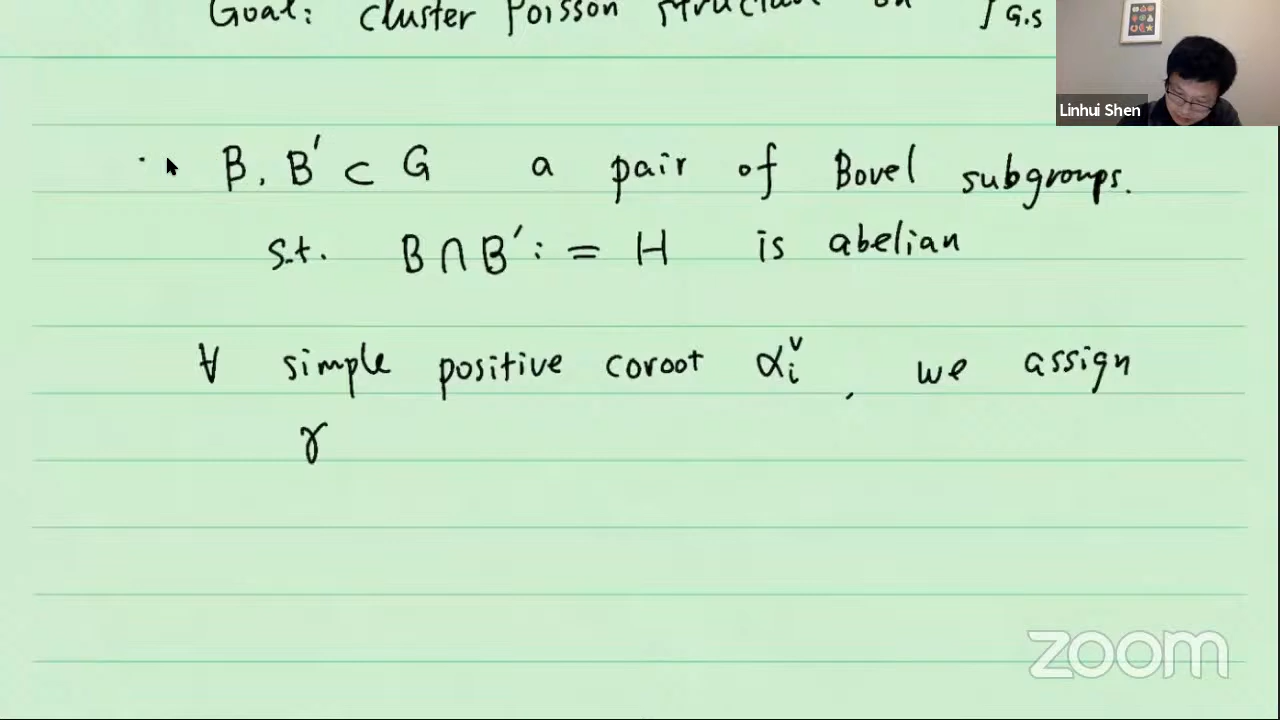 Goal: Cluster Poisson structure on
G.S
Linhui Shen
· B, B′ ⊂ G a pair of Borel subgroups.
s.t. B ∩ B′ := H is abelian
∀ simple positive coroot αᵢ^∨, we assign
γ
zoom